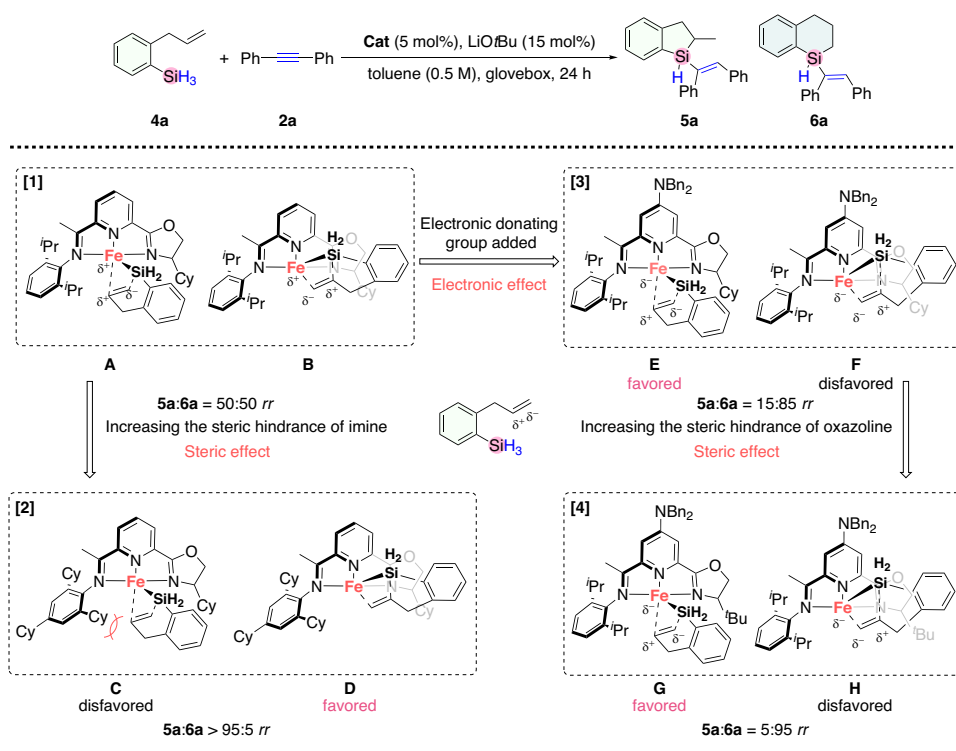 Cat (5 mol%), LiOtBu (15 mol%)
toluene (0.5 M), glovebox, 24 h
SiH3
4a
+
Ph
Ph
2a
Si
H
Ph
Ph
5a
Si
H
Ph
Ph
6a
[1]
O
N
N
N
Fe
δ+
SiH2
δ+
δ−
Cy
iPr
iPr
A
H2
Si
O
N
N
N
Fe
δ+
δ−
δ+
Cy
iPr
iPr
B
Electronic donating
group added
Electronic effect
[3]
NBn2
O
N
N
N
Fe
δ−
SiH2
δ+
δ−
Cy
iPr
iPr
E
favored
NBn2
H2
Si
O
N
N
N
Fe
δ−
δ−
δ+
Cy
iPr
iPr
F
disfavored
5a:6a = 50:50 rr
Increasing the steric hindrance of imine
Steric effect
δ+
δ−
SiH3
5a:6a = 15:85 rr
Increasing the steric hindrance of oxazoline
Steric effect
[2]
O
N
N
N
Fe
SiH2
Cy
Cy
Cy
Cy
C
disfavored
H2
Si
O
N
N
N
Fe
Cy
Cy
Cy
Cy
D
favored
5a:6a > 95:5 rr
[4]
NBn2
O
N
N
N
Fe
δ−
SiH2
δ+
δ−
tBu
iPr
iPr
G
favored
NBn2
H2
Si
O
N
N
N
Fe
δ−
δ−
δ+
tBu
iPr
iPr
H
disfavored
5a:6a = 5:95 rr